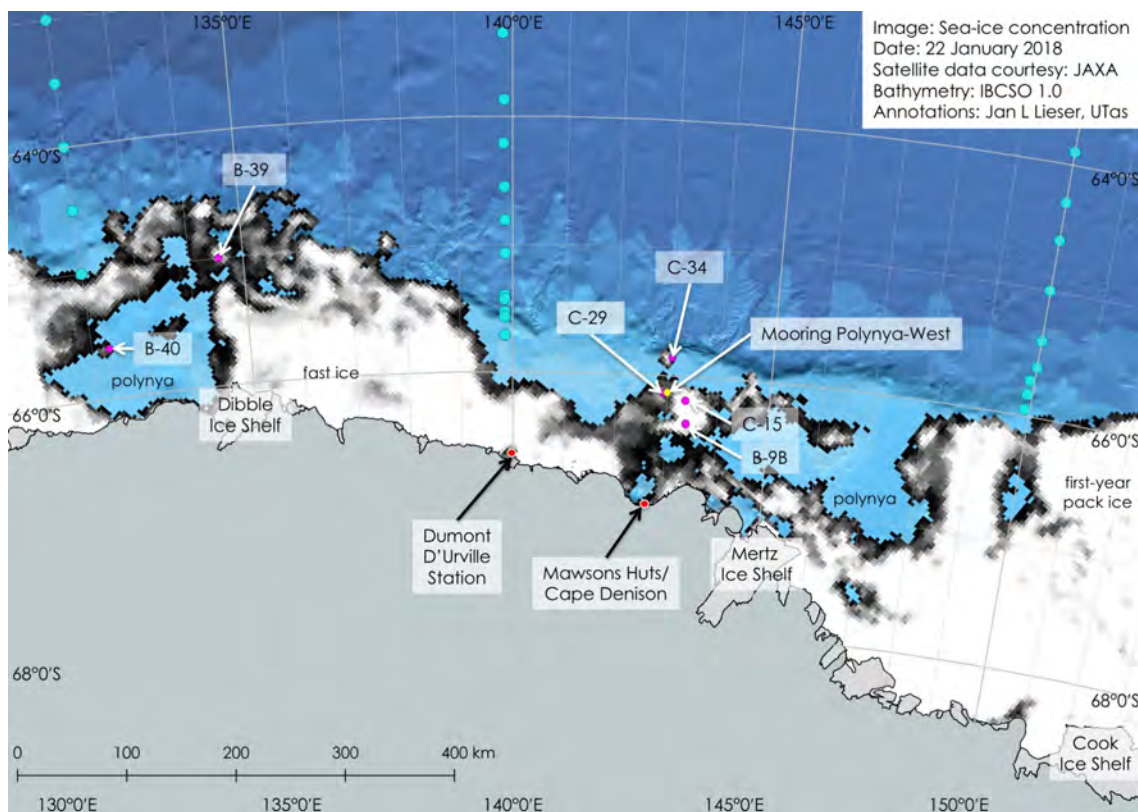 135°0'E
140°0'E
145°0'E
Image: Sea-ice concentration
Date: 22 January 2018
Satellite data courtesy: JAXA
Bathymetry: IBCSO 1.0
Annotations: Jan L Lieser, UTas
64°0'S
64°0'S
B-39
C-34
C-29
Mooring Polynya-West
B-40
polynya
fast ice
Dibble
Ice Shelf
66°0'S
C-15
66°0'S
B-9B
polynya
first-year
pack ice
Dumont
D'Urville
Station
Mawsons Huts/
Cape Denison
Mertz
Ice Shelf
68°0'S
68°0'S
Cook
Ice Shelf
0 100 200 300 400 km
130°0'E
135°0'E
140°0'E
145°0'E
150°0'E